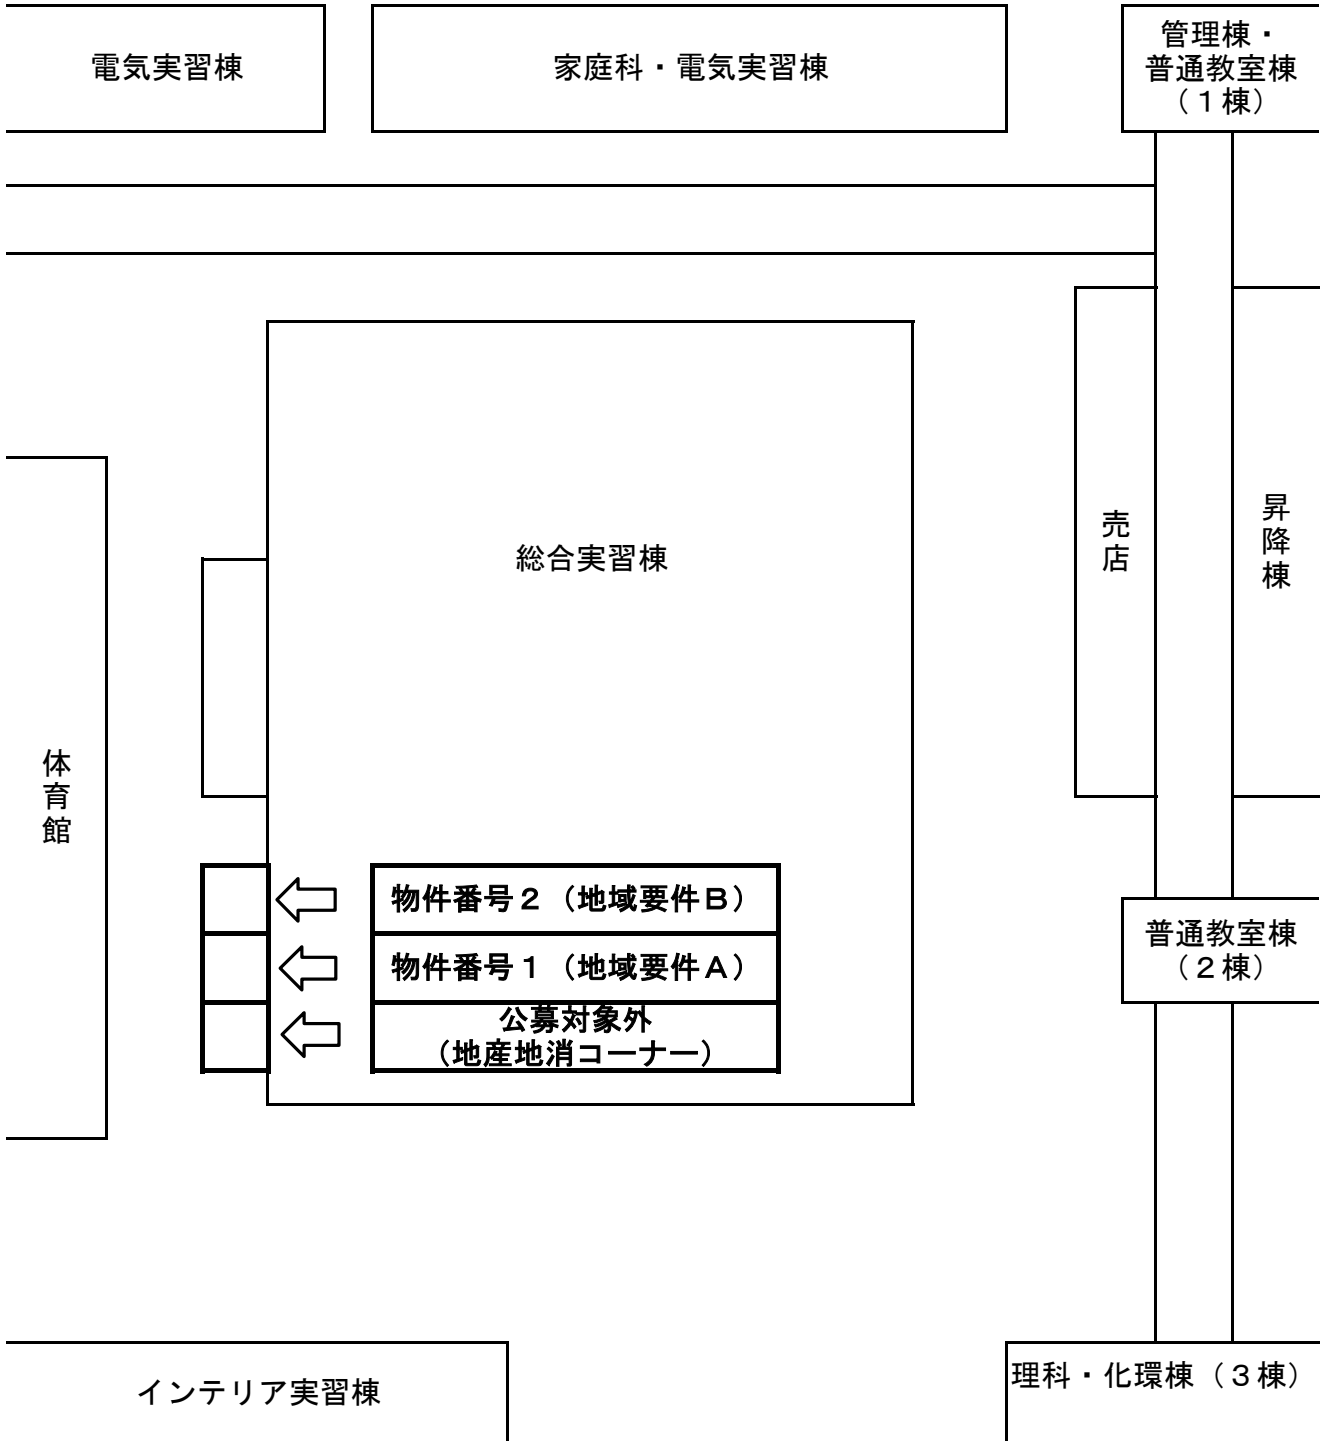 電気実習棟
家庭科・電気実習棟
管理棟・
普通教室棟
（１棟）
総合実習棟
売店
昇降棟
体育館
物件番号２（地域要件Ｂ）
物件番号１（地域要件Ａ）
公募対象外
（地産地消コーナー）
普通教室棟
（２棟）
インテリア実習棟
理科・化環棟（３棟）